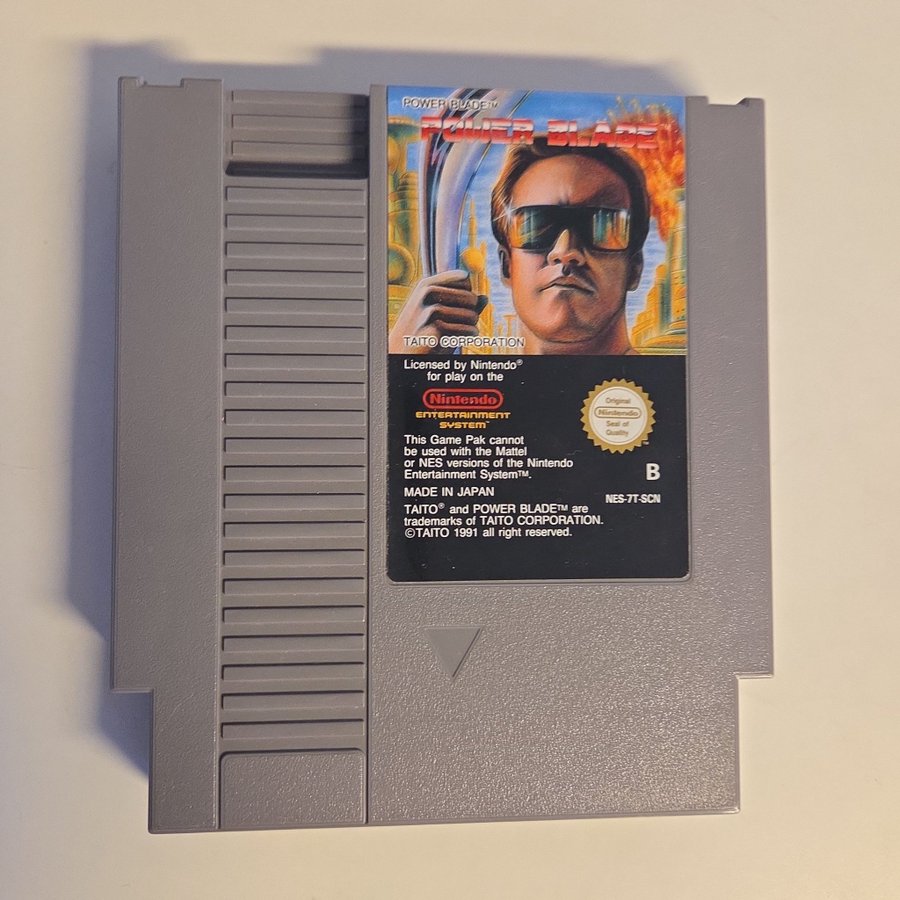 POWER BLADE™
POWER BLADE
TAITO CORPORATION
Licensed by Nintendo®
for play on the
Nintendo®
ENTERTAINMENT
SYSTEM™
Original
Nintendo
Seal of
Quality
™
This Game Pak cannot
be used with the Mattel
or NES versions of the Nintendo
Entertainment System™.
B
MADE IN JAPAN
NES-7T-SCN
TAITO® and POWER BLADE™ are
trademarks of TAITO CORPORATION.
©TAITO 1991 all right reserved.